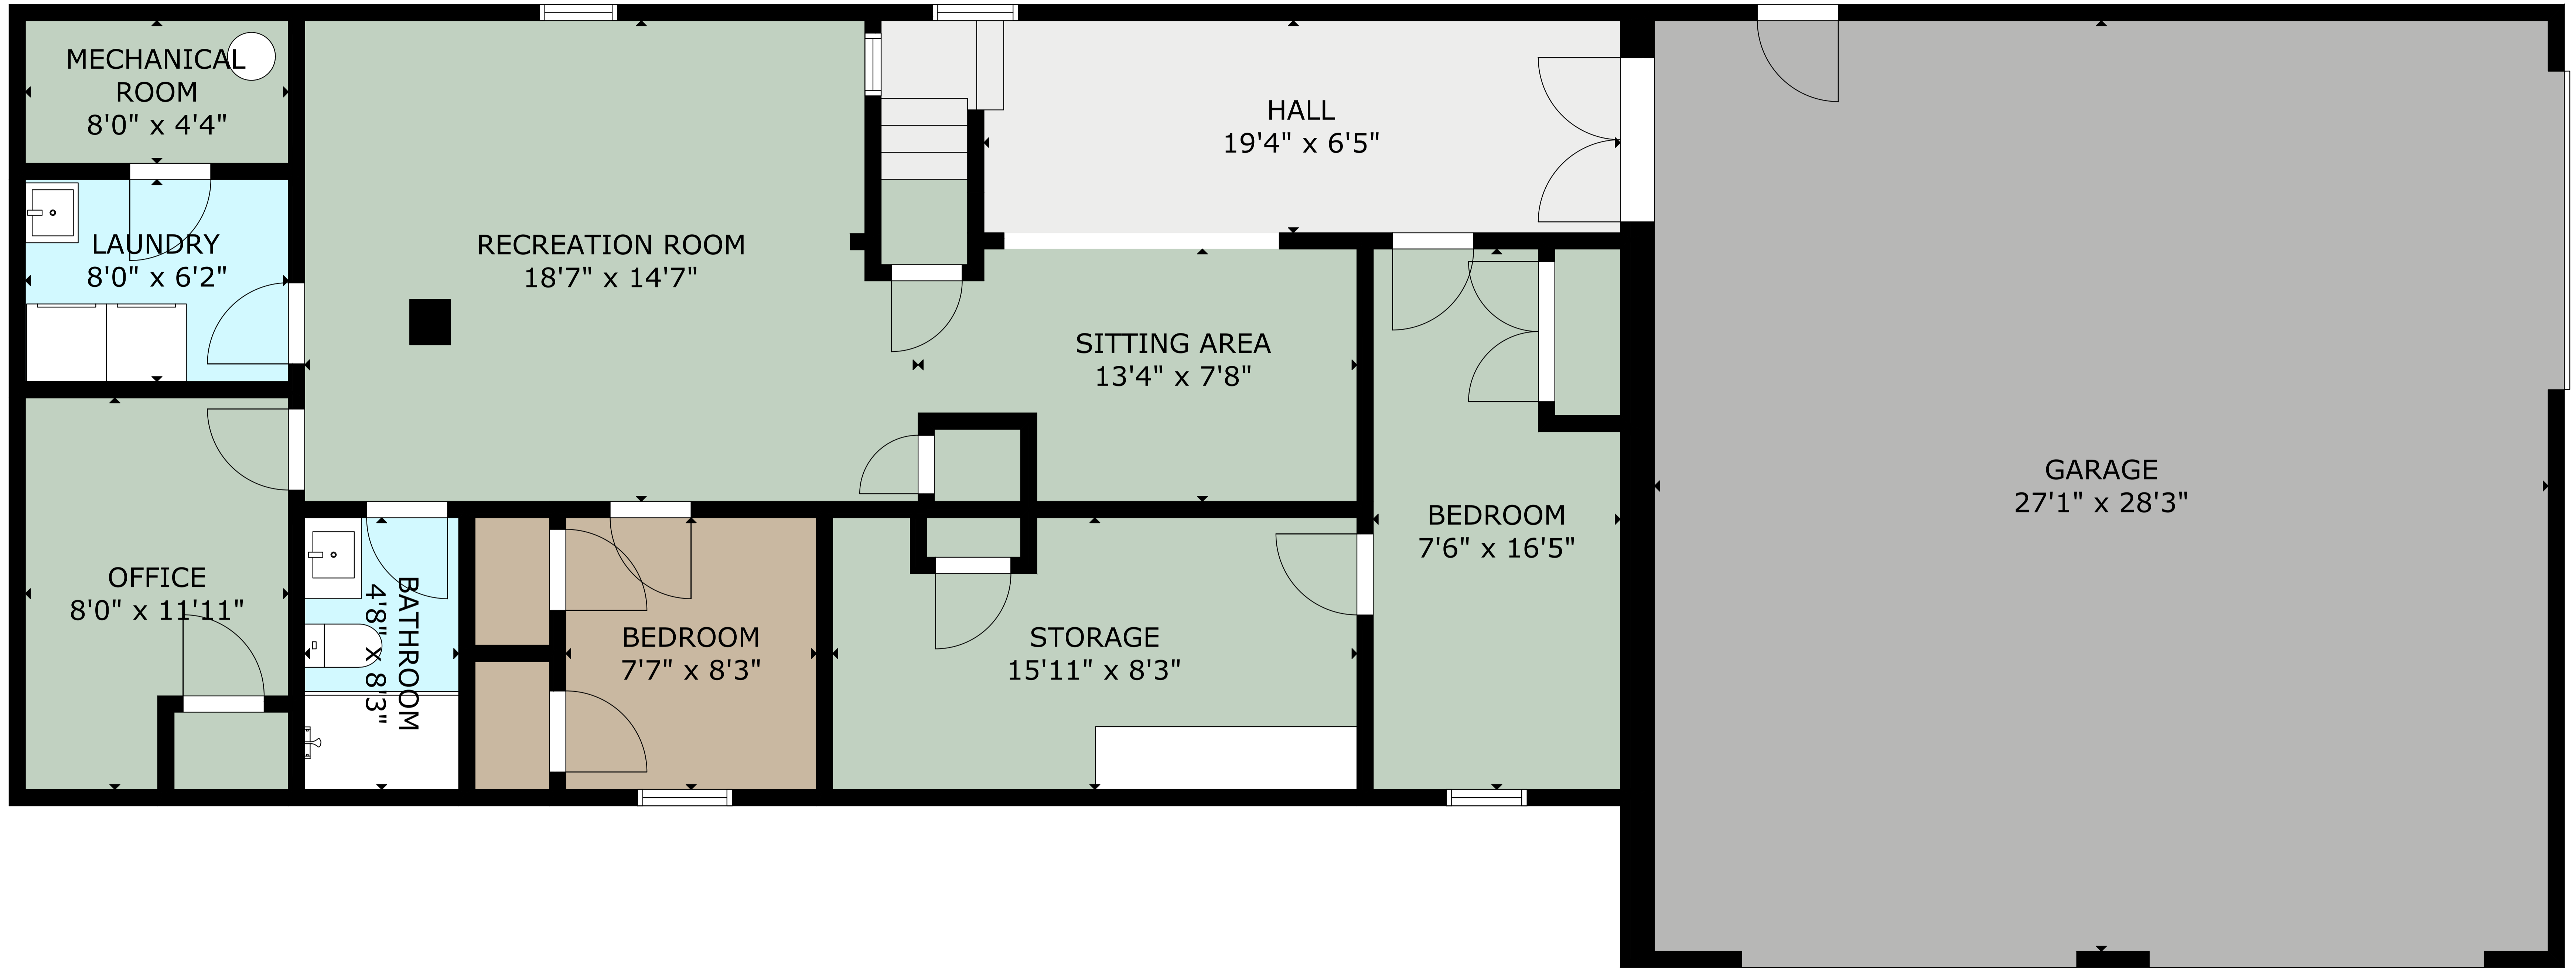 MECHANICAL
ROOM
8'0" x 4'4"
LAUNDRY
8'0" x 6'2"
RECREATION ROOM
18'7" x 14'7"
HALL
19'4" x 6'5"
SITTING AREA
13'4" x 7'8"
GARAGE
27'1" x 28'3"
BEDROOM
7'6" x 16'5"
OFFICE
8'0" x 11'11"
BATHROOM
4'8" x 8'3"
BEDROOM
7'7" x 8'3"
STORAGE
15'11" x 8'3"